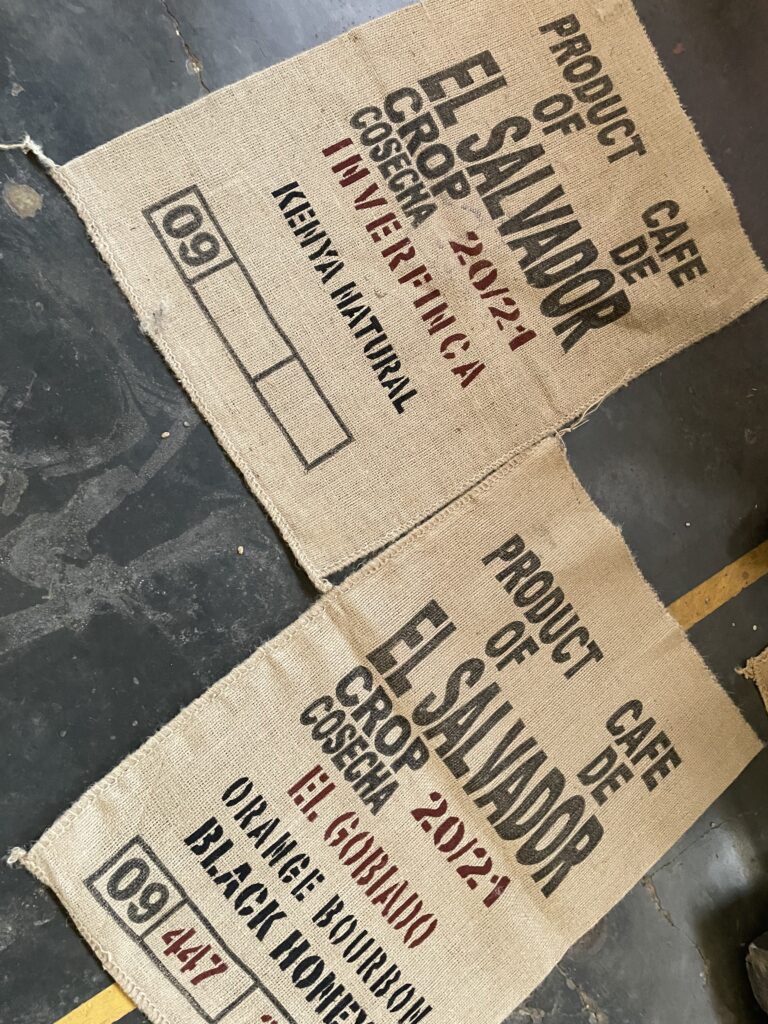 PRODUCT CAFE
OF DE
EL SALVADOR
CROP 20/21
COSECHA
INVERFINCA
KENYA NATURAL
09
PRODUCT CAFE
OF DE
EL SALVADOR
CROP 20/21
COSECHA
EL GOBIADO
ORANGE BOURBON
BLACK HONEY
09 447